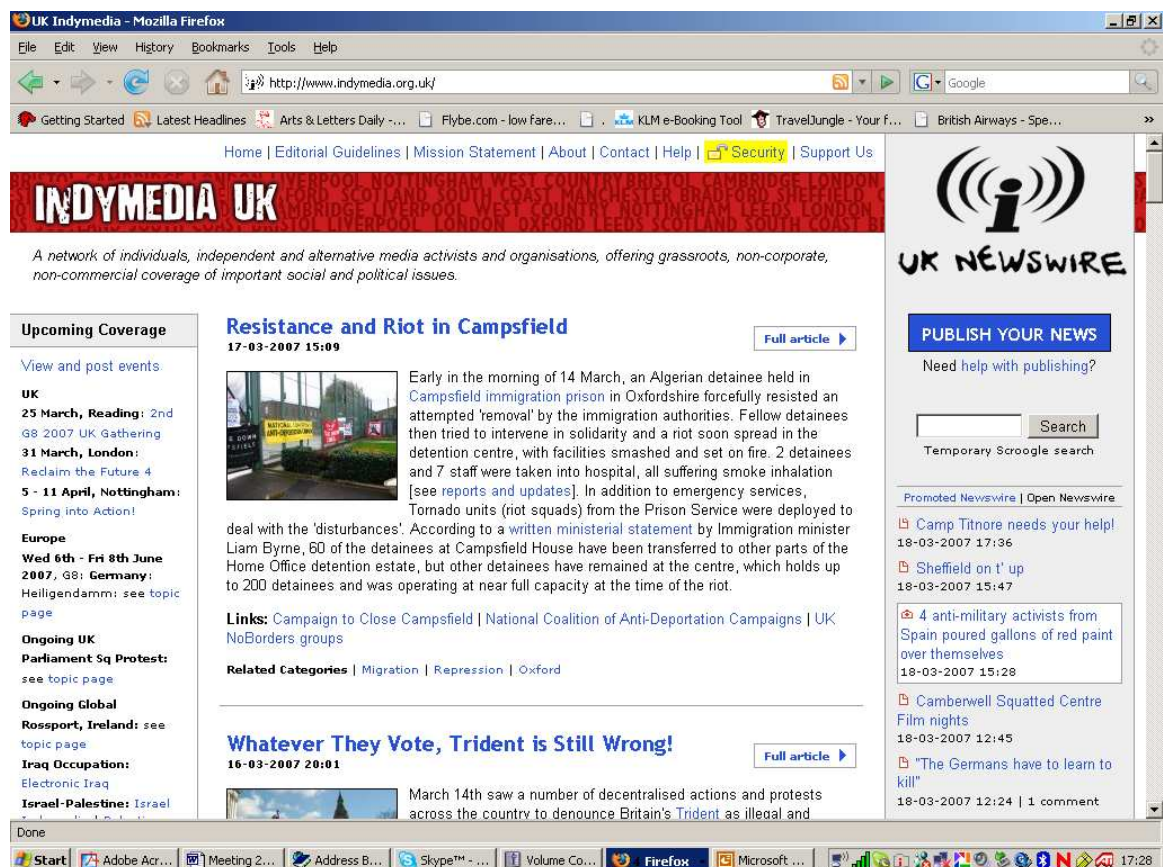 UK Indymedia - Mozilla Firefox
File Edit View History Bookmarks Tools Help
http://www.indymedia.org.uk/
G Google
Getting Started Latest Headlines Arts & Letters Daily -... Flybe.com - low fare... . KLM e-Booking Tool TravelJungle - Your f... British Airways - Spe... »
Home | Editorial Guidelines | Mission Statement | About | Contact | Help | Security | Support Us
INDYMEDIA UK
A network of individuals, independent and alternative media activists and organisations, offering grassroots, non-corporate,
non-commercial coverage of important social and political issues.
Upcoming Coverage
View and post events
UK
25 March, Reading: 2nd
G8 2007 UK Gathering
31 March, London:
Reclaim the Future 4
5 - 11 April, Nottingham:
Spring into Action!
Europe
Wed 6th - Fri 8th June
2007, G8: Germany:
Heiligendamm: see topic
page
Ongoing UK
Parliament Sq Protest:
see topic page
Ongoing Global
Rossport, Ireland: see
topic page
Iraq Occupation:
Electronic Iraq
Israel-Palestine: Israel
Resistance and Riot in Campsfield
17-03-2007 15:09
Full article
Early in the morning of 14 March, an Algerian detainee held in
Campsfield immigration prison in Oxfordshire forcefully resisted an
attempted 'removal' by the immigration authorities. Fellow detainees
then tried to intervene in solidarity and a riot soon spread in the
detention centre, with facilities smashed and set on fire. 2 detainees
and 7 staff were taken into hospital, all suffering smoke inhalation
[see reports and updates]. In addition to emergency services,
Tornado units (riot squads) from the Prison Service were deployed to
deal with the 'disturbances'. According to a written ministerial statement by Immigration minister
Liam Byrne, 60 of the detainees at Campsfield House have been transferred to other parts of the
Home Office detention estate, but other detainees have remained at the centre, which holds up
to 200 detainees and was operating at near full capacity at the time of the riot.
Links: Campaign to Close Campsfield | National Coalition of Anti-Deportation Campaigns | UK
NoBorders groups
Related Categories | Migration | Repression | Oxford
Whatever They Vote, Trident is Still Wrong!
16-03-2007 20:01
Full article
March 14th saw a number of decentralised actions and protests
across the country to denounce Britain's Trident as illegal and
UK NEWSWIRE
PUBLISH YOUR NEWS
Need help with publishing?
Search
Temporary Scroogle search
Promoted Newswire | Open Newswire
Camp Titnore needs your help!
18-03-2007 17:36
Sheffield on t' up
18-03-2007 15:47
4 anti-military activists from
Spain poured gallons of red paint
over themselves
18-03-2007 15:28
Camberwell Squatted Centre
Film nights
18-03-2007 12:45
"The Germans have to learn to
kill"
18-03-2007 12:24 | 1 comment
Done
Start Adobe Acr... Meeting 2... Address B... Skype™ - ... Volume Co... Firefox Microsoft ... 17:28